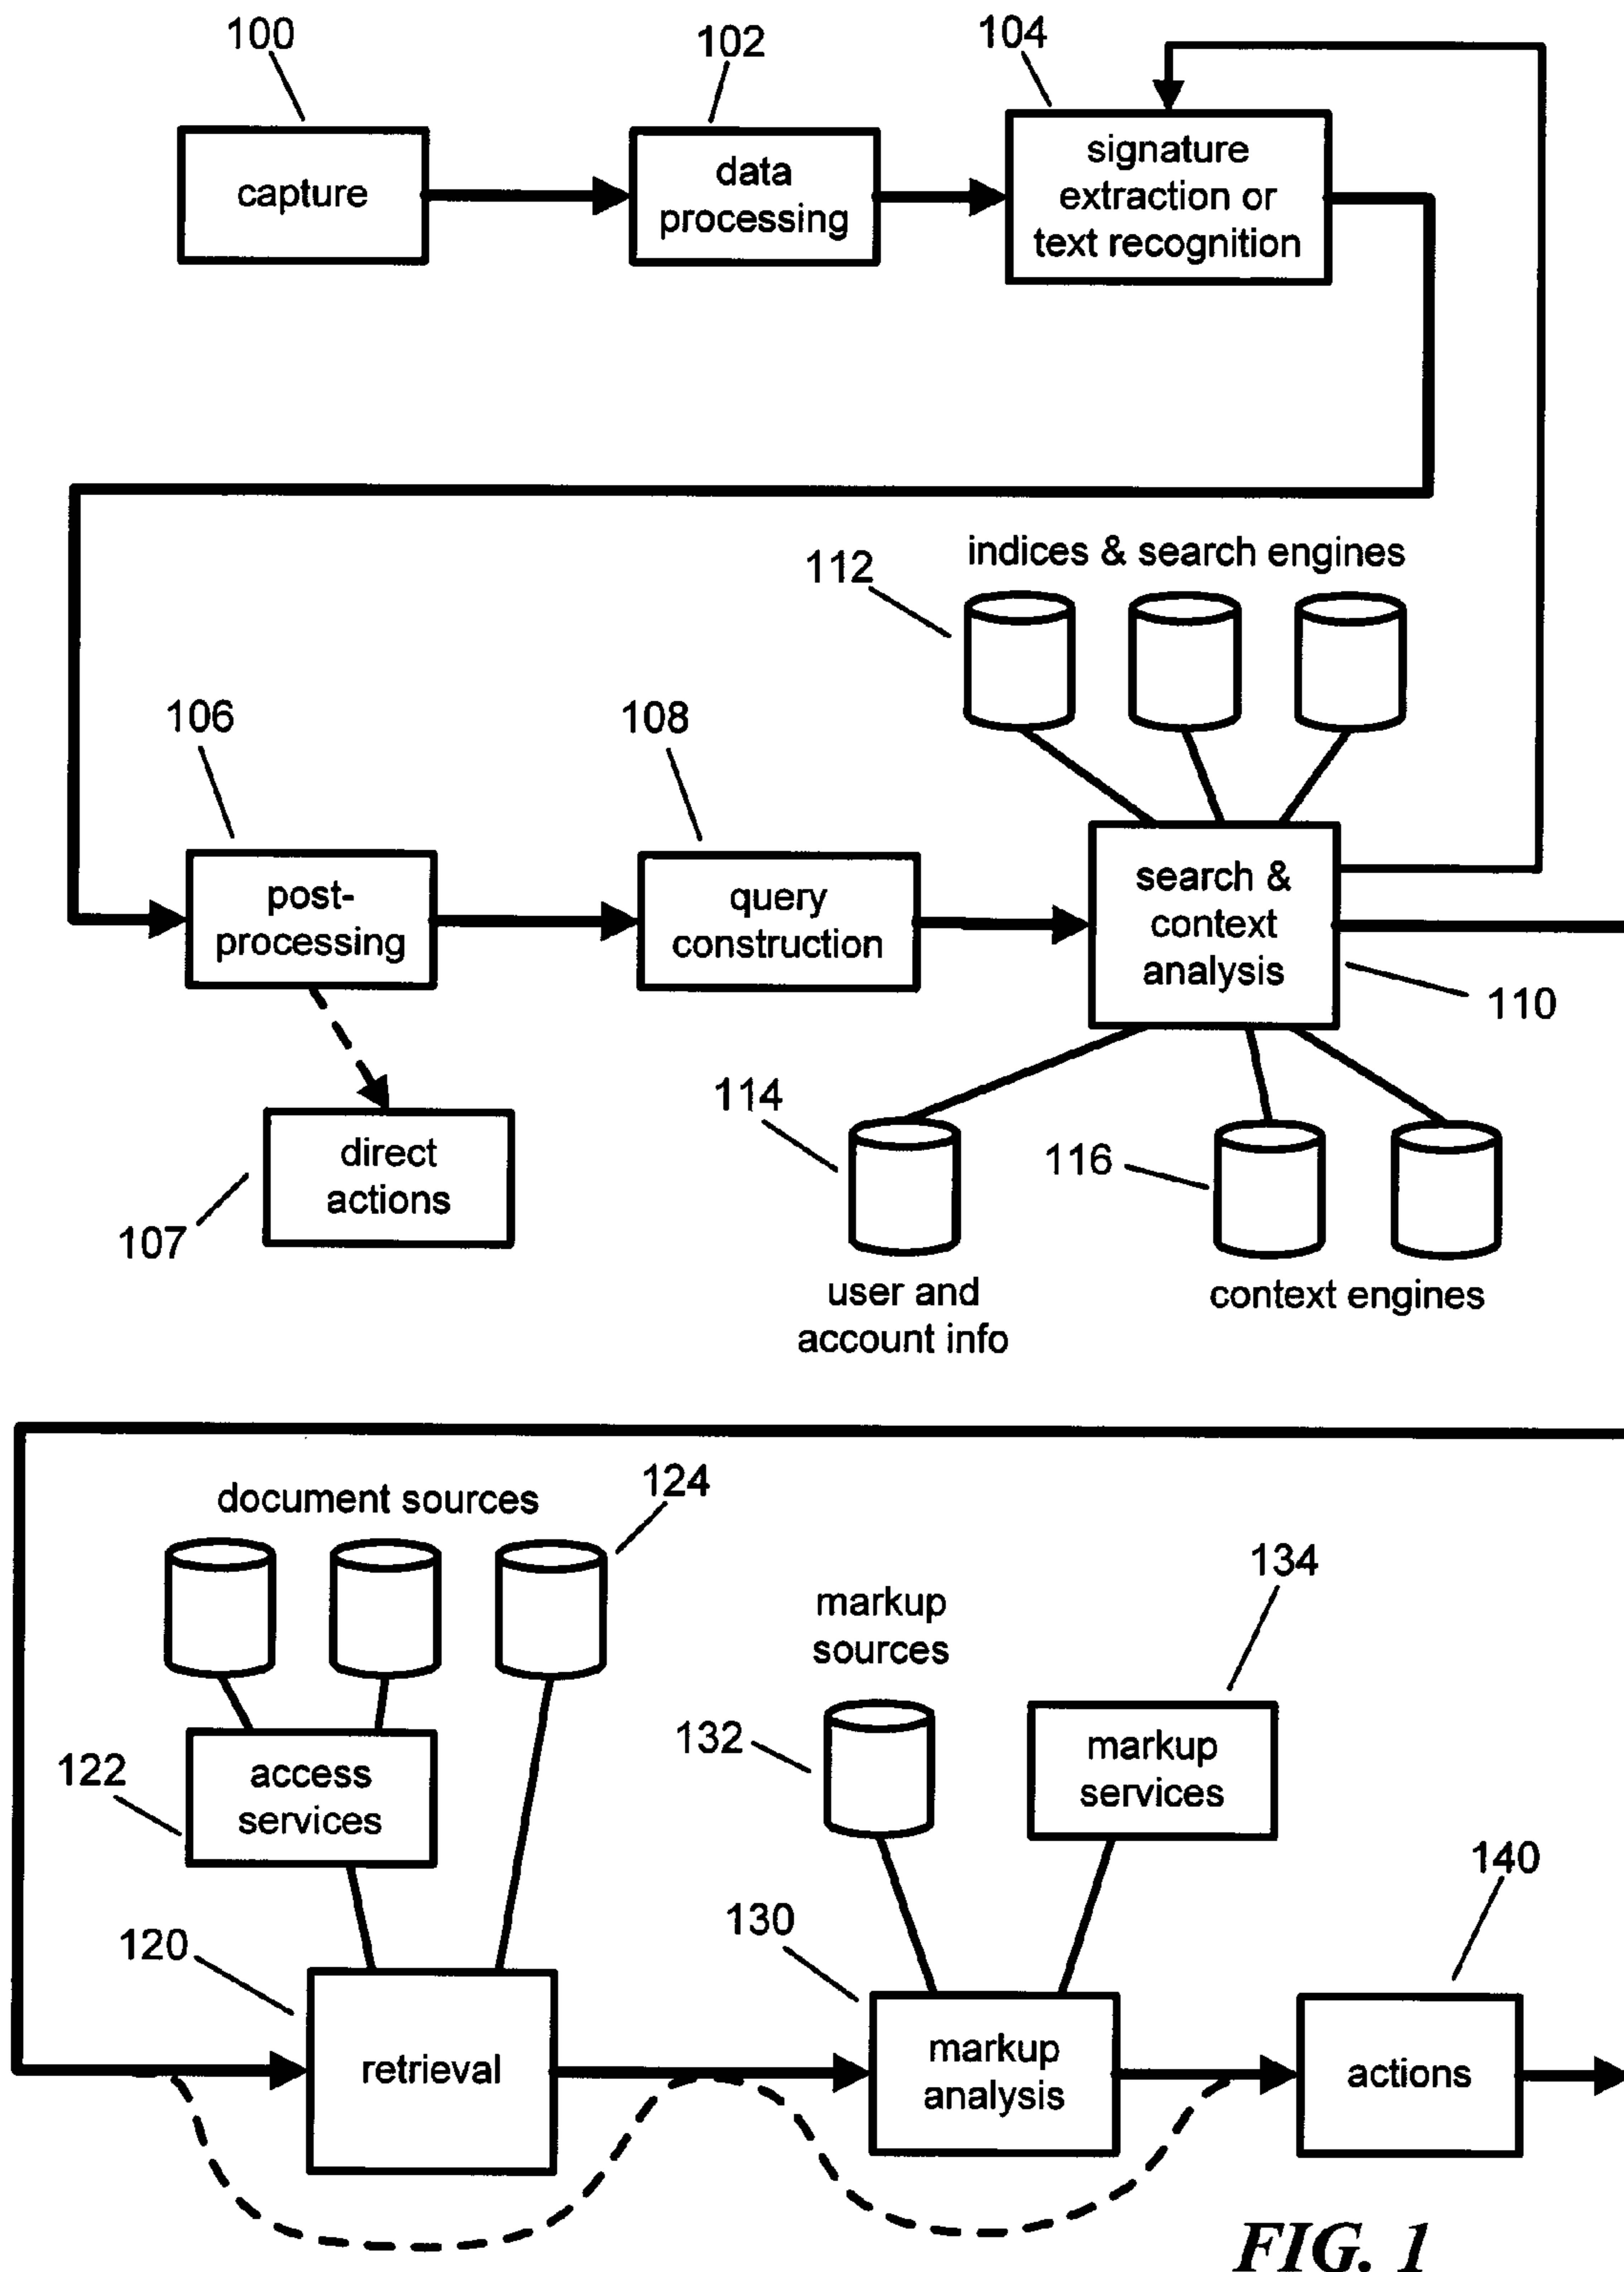 100
102
104
capture
data
processing
signature
extraction or
text recognition
indices & search engines
112
106
108
post-
processing
query
construction
search &
context
analysis
110
114
116
direct
actions
107
user and
account info
context engines
document sources
124
134
markup
sources
132
markup
services
122
access
services
140
130
120
retrieval
markup
analysis
actions
FIG. 1